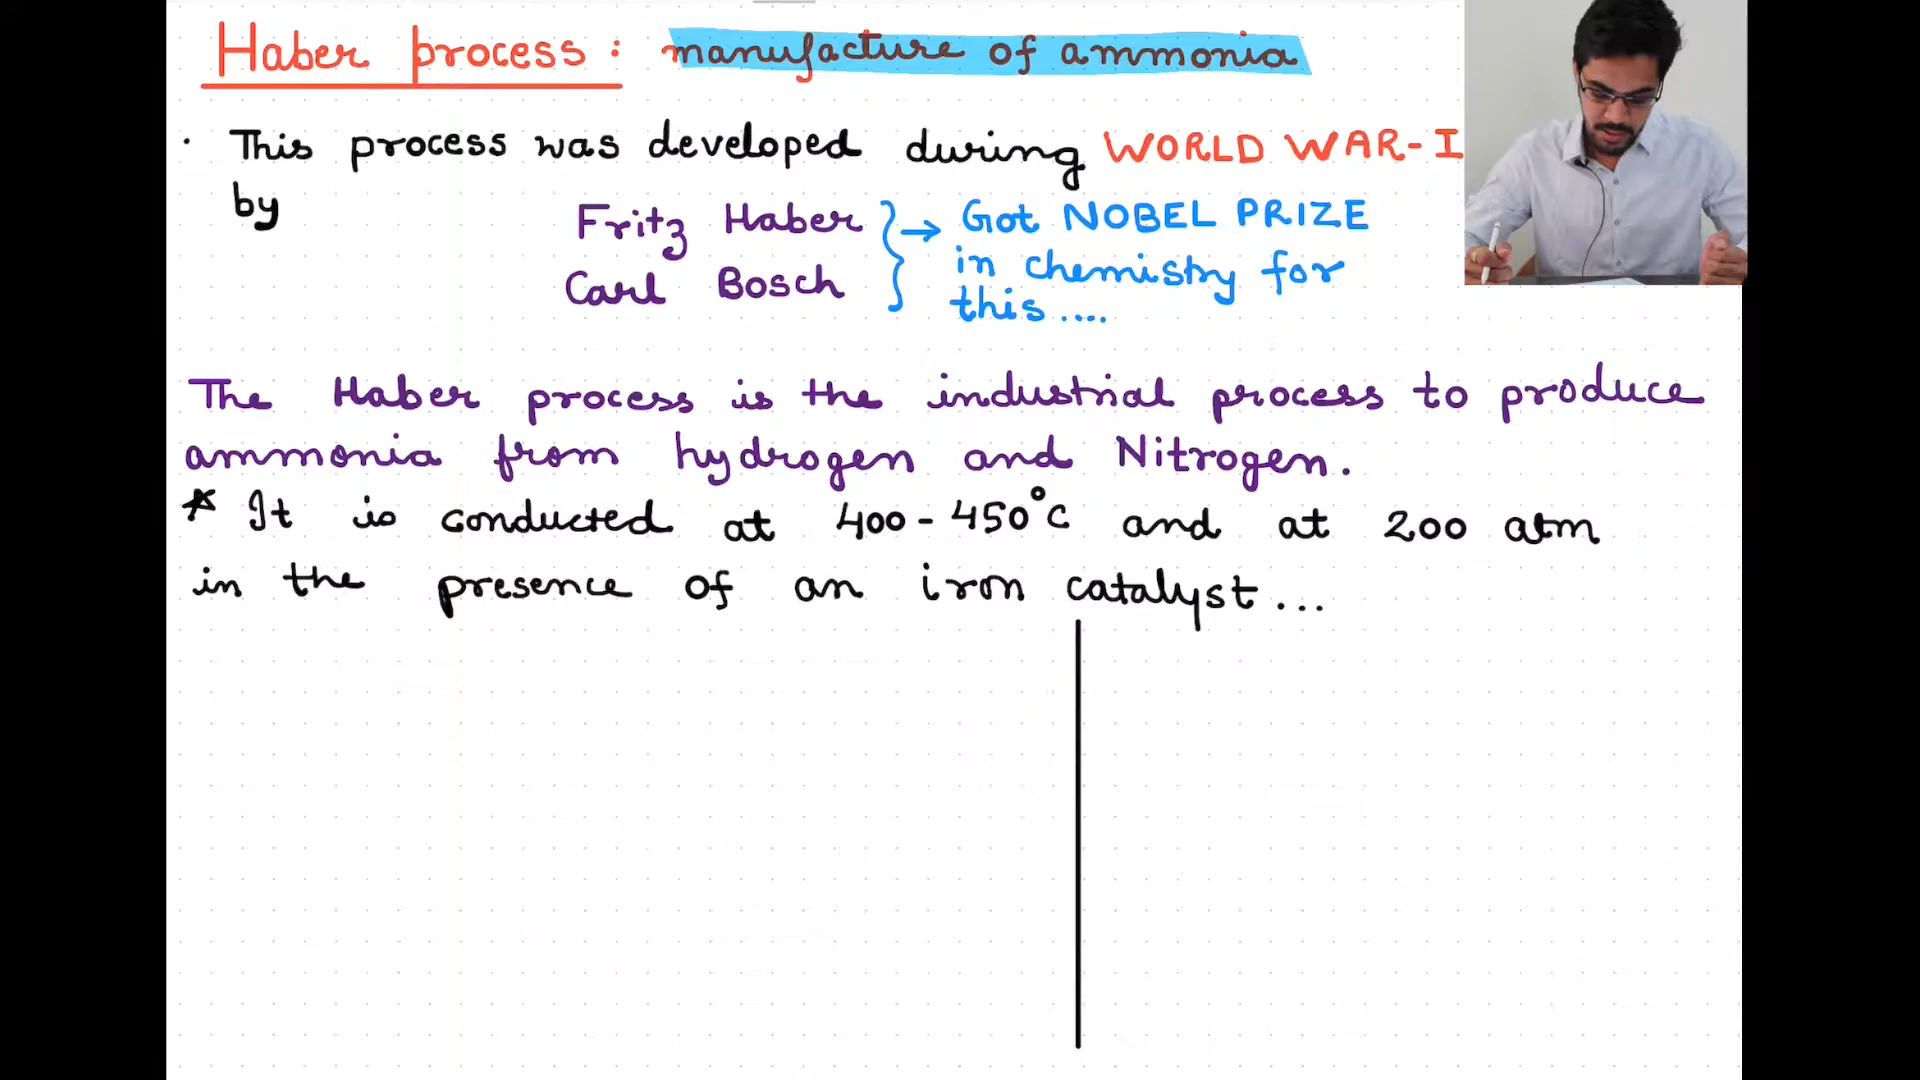 Haber process: manufacture of ammonia
· This process was developed during WORLD WAR-I
by
Fritz Haber → Got NOBEL PRIZE
Carl Bosch in chemistry for
this....
The Haber process is the industrial process to produce
ammonia from hydrogen and Nitrogen.
* It is conducted at 400-450°C and at 200 atm
in the presence of an iron catalyst...